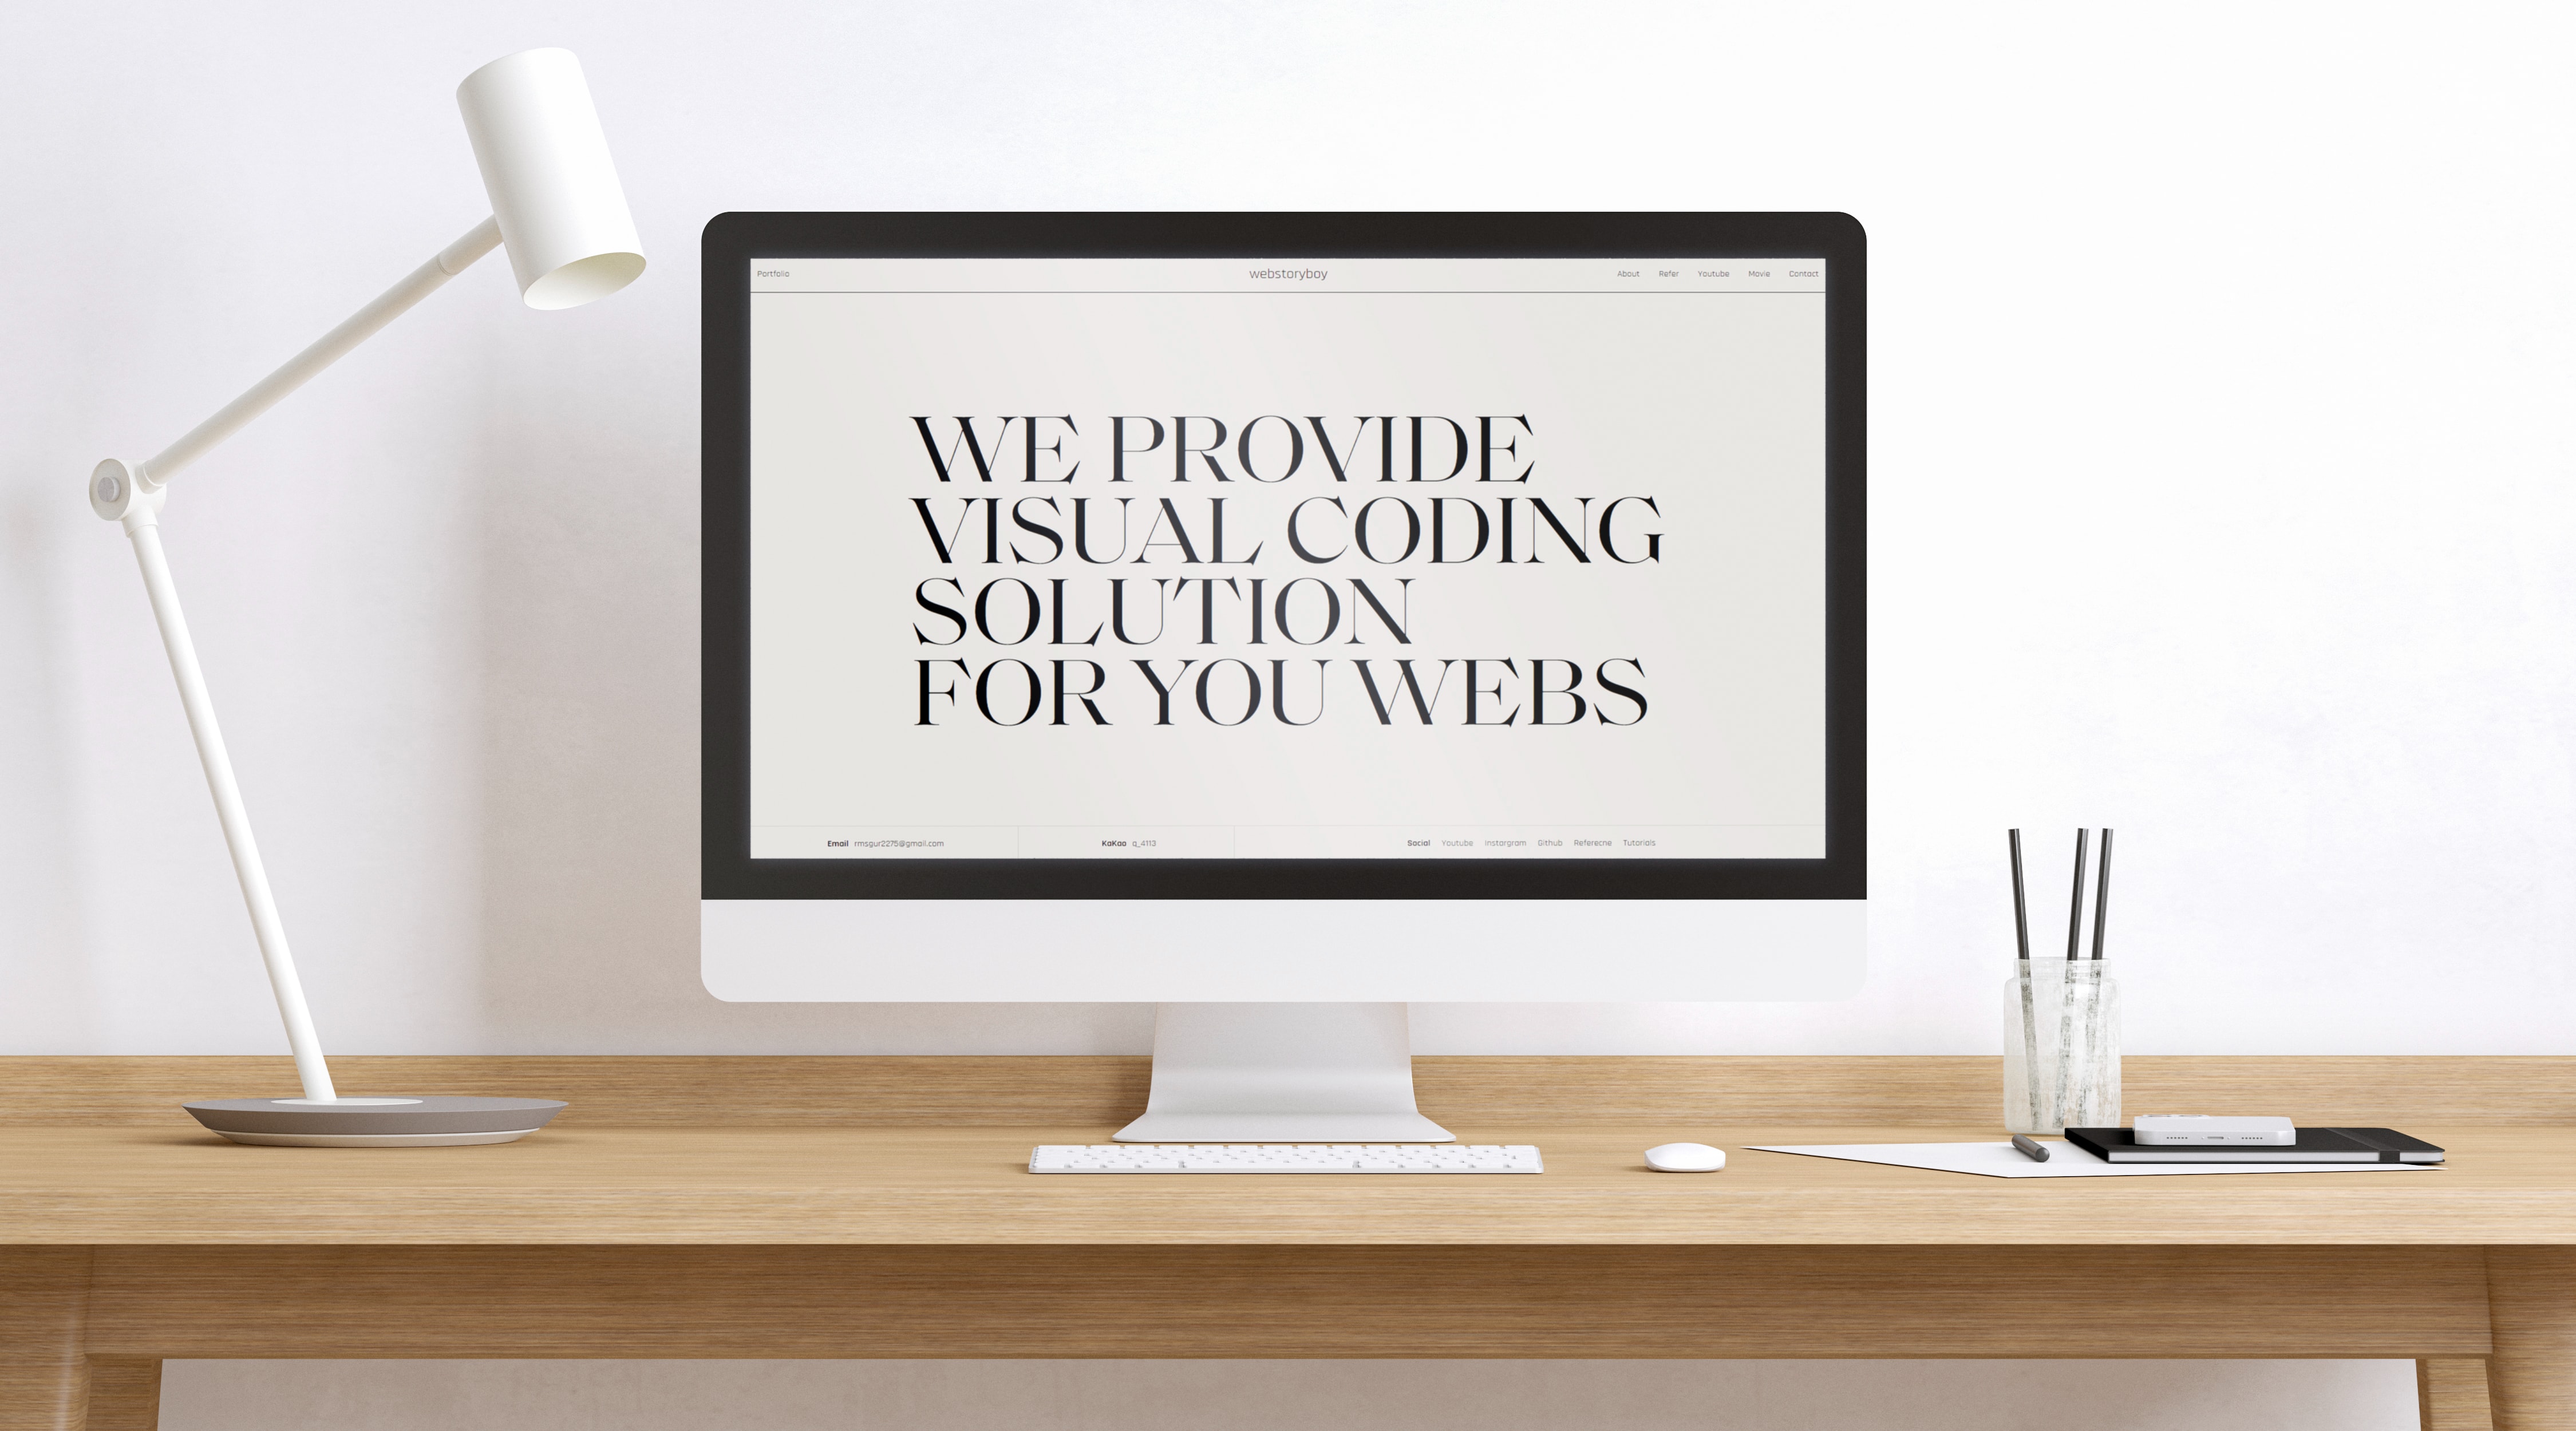 Portfolio webstoryboy About Refer Youtube Movie Contact
WE PROVIDE
VISUAL CODING
SOLUTION
FOR YOU WEBS
Email rmsgur2275@gmail.com KaKao q_4113 Social Youtube Instargram Github Referecne Tutorials